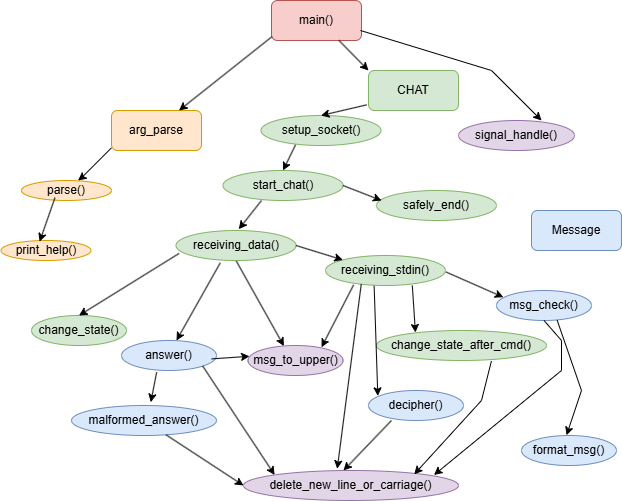 main()
CHAT
arg_parse
setup_socket()
signal_handle()
start_chat()
parse()
safely_end()
Message
print_help()
receiving_data()
receiving_stdin()
msg_check()
change_state()
answer()
msg_to_upper()
change_state_after_cmd()
decipher()
malformed_answer()
format_msg()
delete_new_line_or_carriage()